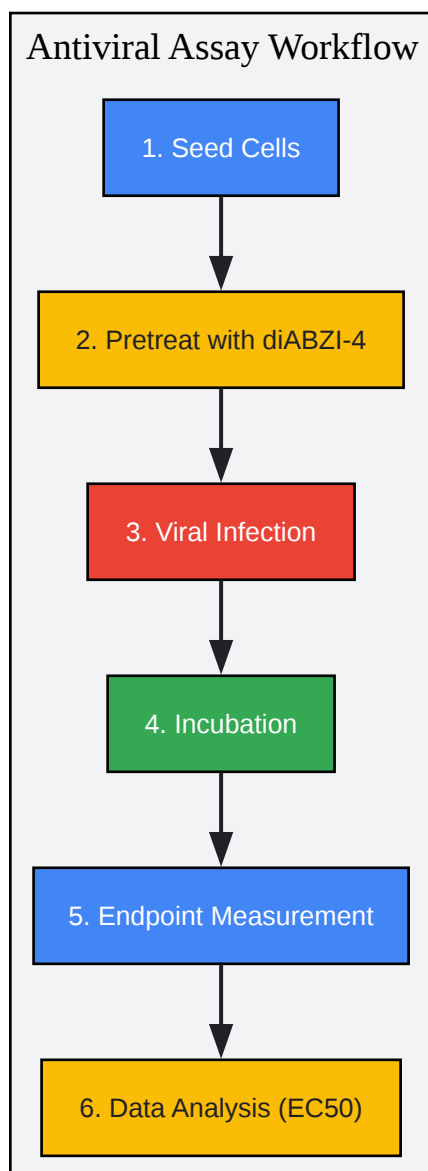 Antiviral Assay Workflow
1. Seed Cells
2. Pretreat with diABZI-4
3. Viral Infection
4. Incubation
5. Endpoint Measurement
6. Data Analysis (EC50)